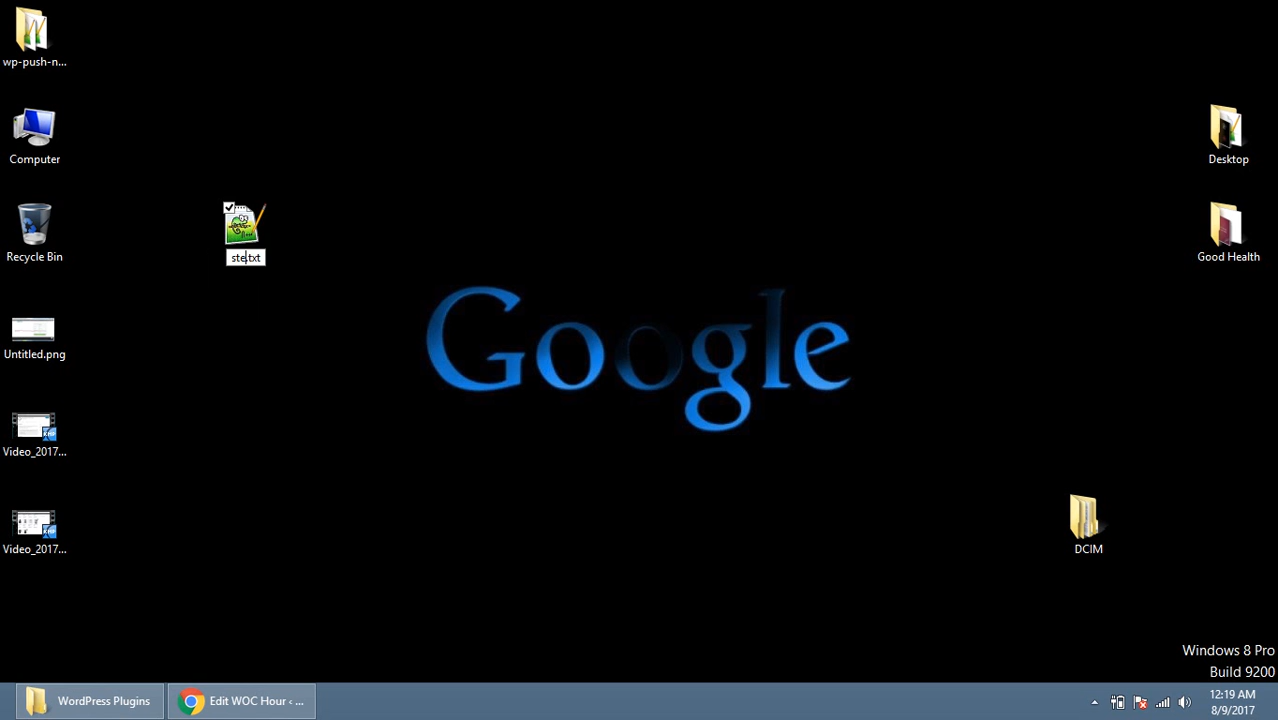 wp-push-n...
Computer
Desktop
Recycle Bin
ste.txt
Good Health
Google
Untitled.png
Video_2017...
Video_2017...
DCIM
Windows 8 Pro
Build 9200
WordPress Plugins
Edit WOC Hour ‹ ...
12:19 AM
8/9/2017